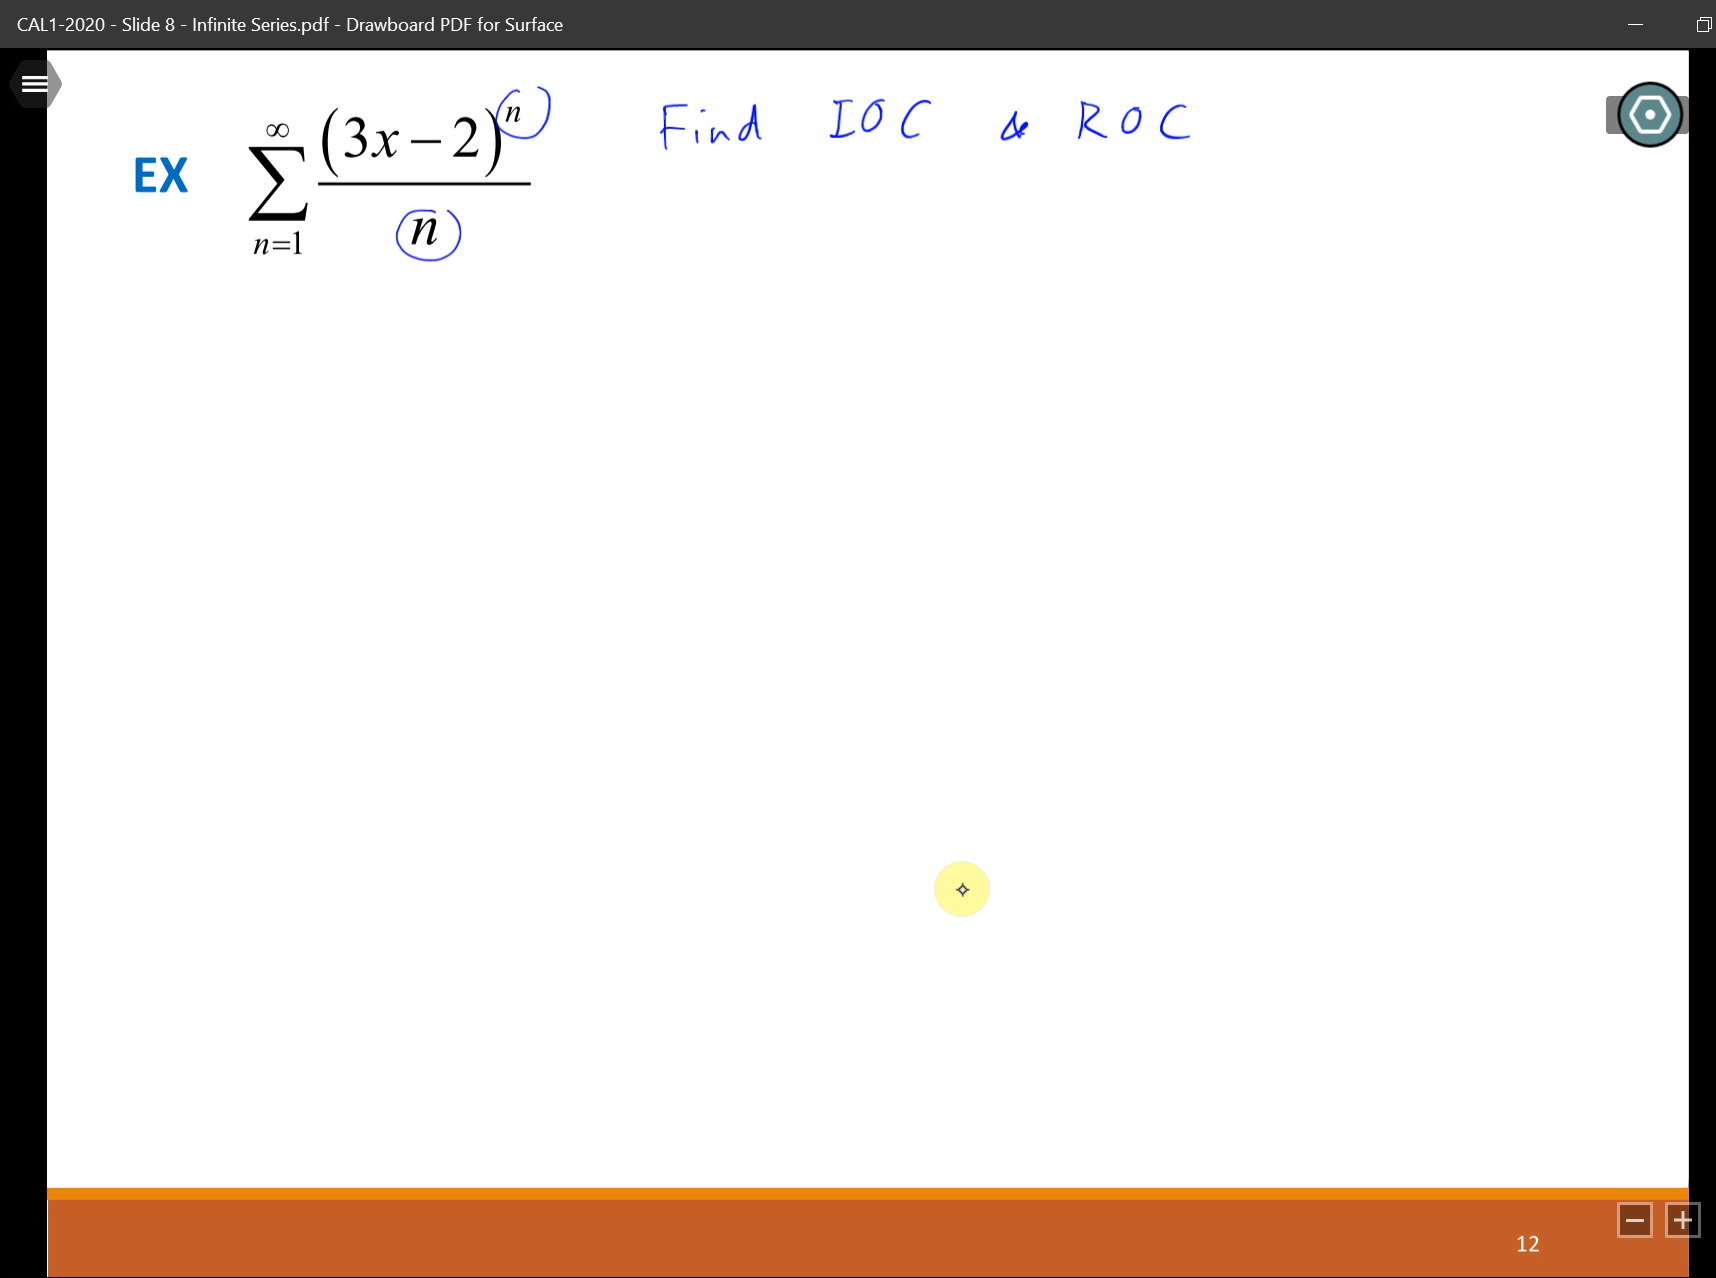 CAL1-2020 - Slide 8 - Infinite Series.pdf - Drawboard PDF for Surface
EX ∞ ∑ n=1 (3x − 2)^n / n Find IOC & ROC
12